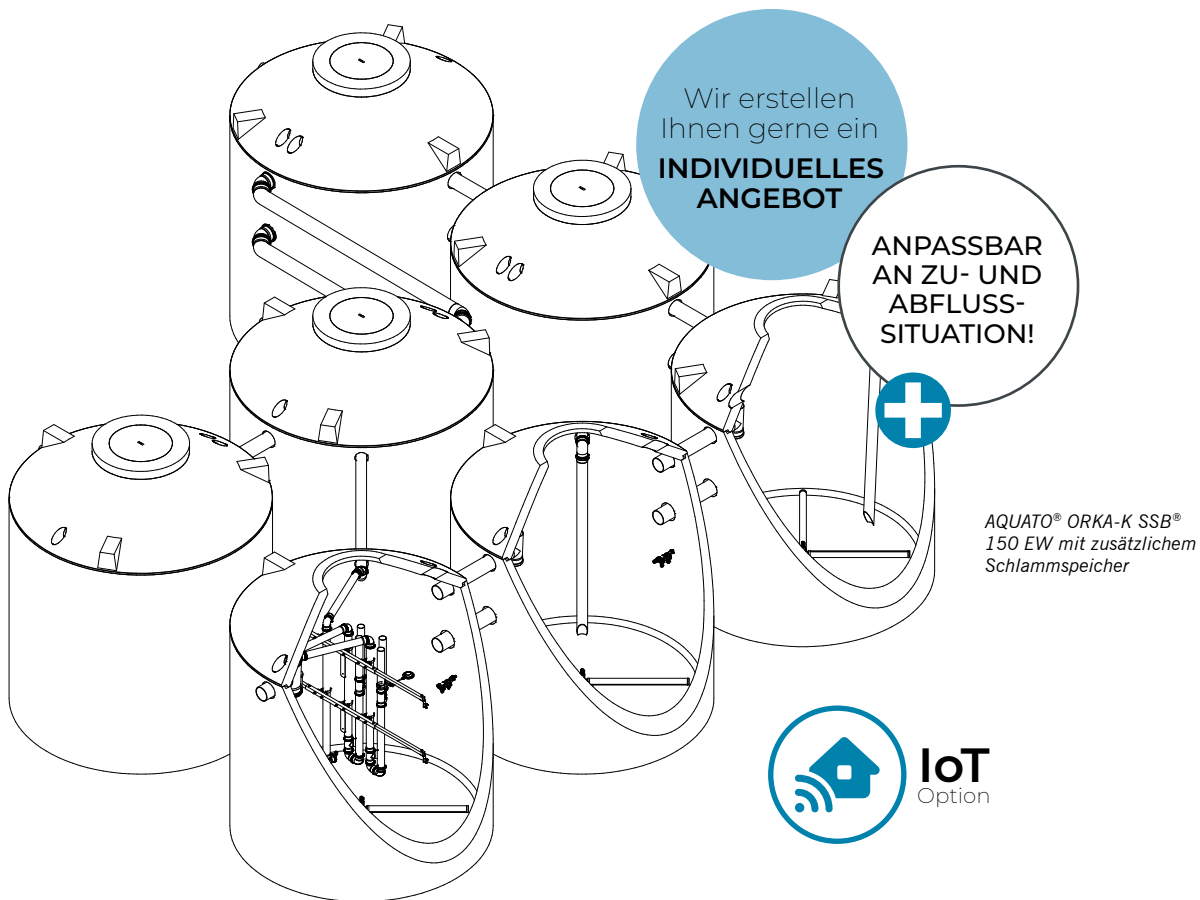 Wir erstellen
Ihnen gerne ein
INDIVIDUELLES
ANGEBOT
ANPASSBAR
AN ZU- UND
ABFLUSS-
SITUATION!
AQUATO® ORKA-K SSB®
150 EW mit zusätzlichem
Schlammspeicher
IoT
Option